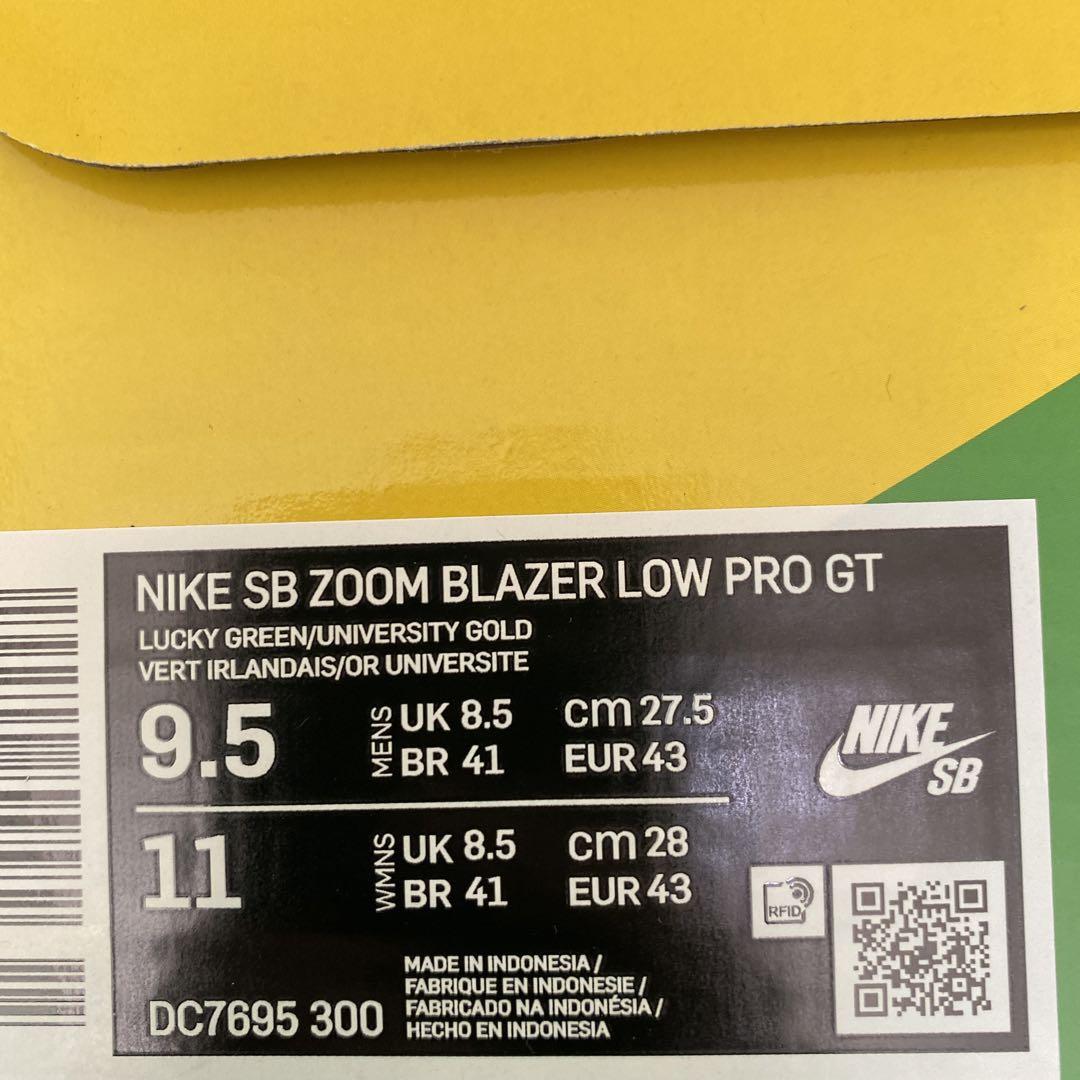 NIKE SB ZOOM BLAZER LOW PRO GT
LUCKY GREEN/UNIVERSITY GOLD
VERT IRLANDAIS/OR UNIVERSITE
9.5 MENS UK 8.5 cm 27.5
BR 41 EUR 43
NIKE SB
11 WMNS UK 8.5 cm 28
BR 41 EUR 43
RFID
MADE IN INDONESIA /
FABRIQUE EN INDONESIE /
FABRICADO NA INDONÉSIA /
HECHO EN INDONESIA
DC7695 300